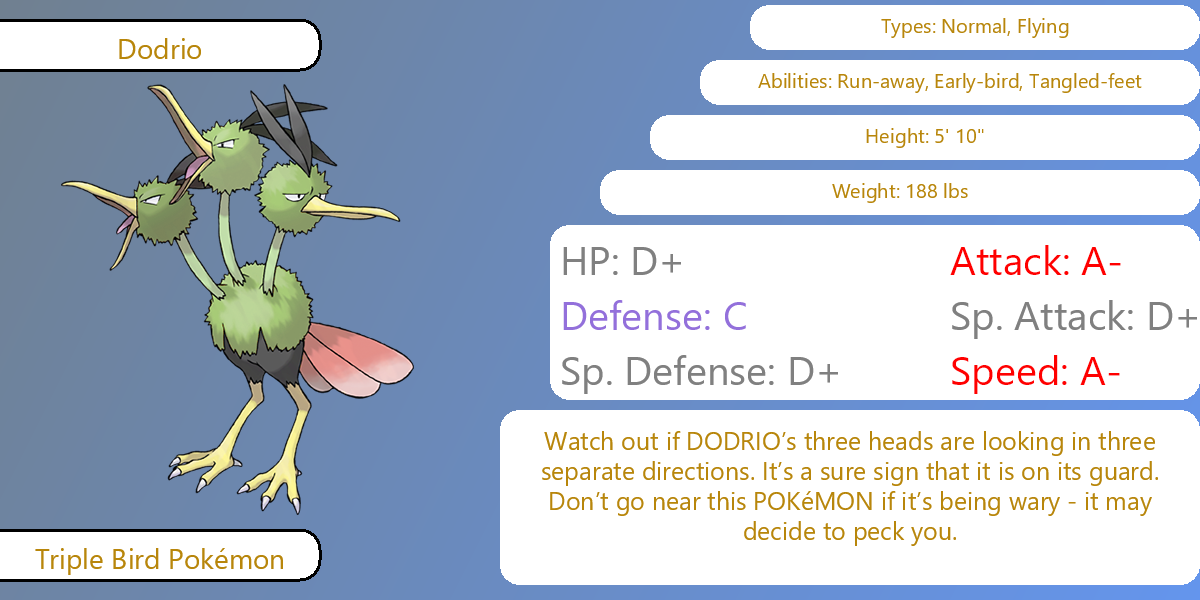 Dodrio
Types: Normal, Flying
Abilities: Run-away, Early-bird, Tangled-feet
Height: 5' 10"
Weight: 188 lbs
HP: D+
Attack: A-
Defense: C
Sp. Attack: D+
Sp. Defense: D+
Speed: A-
Watch out if DODRIO’s three heads are looking in three
separate directions. It’s a sure sign that it is on its guard.
Don’t go near this POKéMON if it’s being wary - it may
decide to peck you.
Triple Bird Pokémon